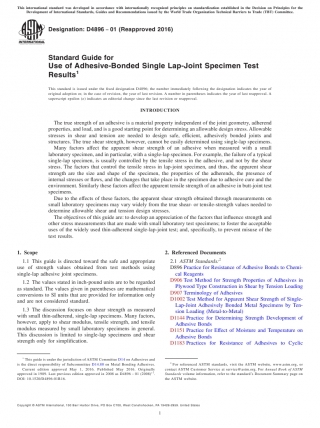 This international standard was developed in accordance with internationally recognized principles on standardization established in the Decision on Principles for the
Development of International Standards, Guides and Recommendations issued by the World Trade Organization Technical Barriers to Trade (TBT) Committee.
ASTM
INTERNATIONAL
Designation: D4896 − 01 (Reapproved 2016)
Standard Guide for
Use of Adhesive-Bonded Single Lap-Joint Specimen Test
Results¹
This standard is issued under the fixed designation D4896; the number immediately following the designation indicates the year of
original adoption or, in the case of revision, the year of last revision. A number in parentheses indicates the year of last reapproval. A
superscript epsilon (ε) indicates an editorial change since the last revision or reapproval.
INTRODUCTION
The true strength of an adhesive is a material property independent of the joint geometry, adherend
properties, and load, and is a good starting point for determining an allowable design stress. Allowable
stresses in shear and tension are needed to design safe, efficient, adhesively bonded joints and
structures. The true shear strength, however, cannot be easily determined using single-lap specimens.
Many factors affect the apparent shear strength of an adhesive when measured with a small
laboratory specimen, and in particular, with a single-lap specimen. For example, the failure of a typical
single-lap specimen, is usually controlled by the tensile stress in the adhesive, and not by the shear
stress. The factors that control the tensile stress in lap-joint specimens, and thus, the apparent shear
strength are the size and shape of the specimen, the properties of the adherends, the presence of
internal stresses or flaws, and the changes that take place in the specimen due to adhesive cure and the
environment. Similarly these factors affect the apparent tensile strength of an adhesive in butt-joint test
specimens.
Due to the effects of these factors, the apparent shear strength obtained through measurements on
small laboratory specimens may vary widely from the true shear or tensile strength values needed to
determine allowable shear and tension design stresses.
The objectives of this guide are: to develop an appreciation of the factors that influence strength and
other stress measurements that are made with small laboratory test specimens; to foster the acceptable
uses of the widely used thin-adherend single-lap-joint test; and, specifically, to prevent misuse of the
test results.
1. Scope
1.1 This guide is directed toward the safe and appropriate
use of strength values obtained from test methods using
single-lap adhesive joint specimens.
1.2 The values stated in inch-pound units are to be regarded
as standard. The values given in parentheses are mathematical
conversions to SI units that are provided for information only
and are not considered standard.
1.3 The discussion focuses on shear strength as measured
with small thin-adherend, single-lap specimens. Many factors,
however, apply to shear modulus, tensile strength, and tensile
modulus measured by small laboratory specimens in general.
This discussion is limited to single-lap specimens and shear
strength only for simplification.
¹ This guide is under the jurisdiction of ASTM Committee D14 on Adhesives and
is the direct responsibility of Subcommittee D14.80 on Metal Bonding Adhesives.
Current edition approved May 1, 2016. Published May 2016. Originally
approved in 1989. Last previous edition approved in 2008 as D4896 – 01 (2008).
DOI: 10.1520/D4896-01R16.
2. Referenced Documents
2.1 ASTM Standards:²
D896 Practice for Resistance of Adhesive Bonds to Chemi-
cal Reagents
D906 Test Method for Strength Properties of Adhesives in
Plywood Type Construction in Shear by Tension Loading
D907 Terminology of Adhesives
D1002 Test Method for Apparent Shear Strength of Single-
Lap-Joint Adhesively Bonded Metal Specimens by Ten-
sion Loading (Metal-to-Metal)
D1144 Practice for Determining Strength Development of
Adhesive Bonds
D1151 Practice for Effect of Moisture and Temperature on
Adhesive Bonds
D1183 Practices for Resistance of Adhesives to Cyclic
² For referenced ASTM standards, visit the ASTM website, www.astm.org, or
contact ASTM Customer Service at service@astm.org. For Annual Book of ASTM
Standards volume information, refer to the standard's Document Summary page on
the ASTM website.
Copyright © ASTM International, 100 Barr Harbor Drive, PO Box C700, West Conshohocken, PA 19428-2959. United States
1